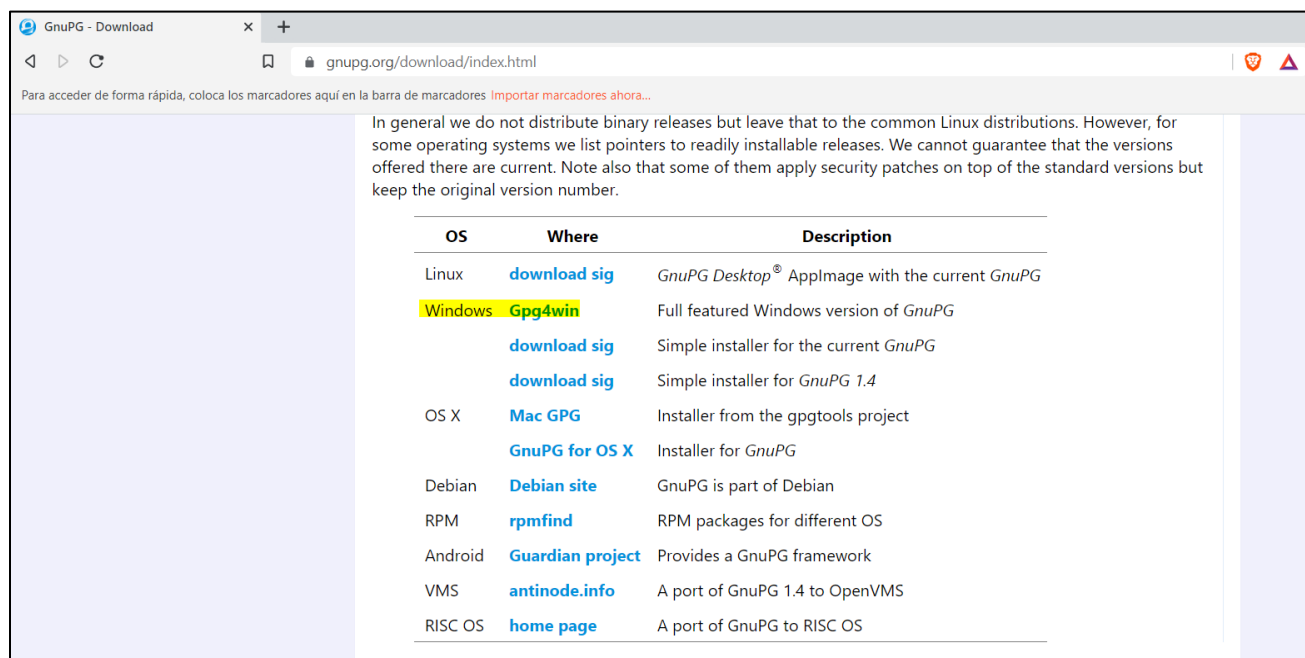 GnuPG - Download
gnupg.org/download/index.html
Para acceder de forma rápida, coloca los marcadores aquí en la barra de marcadores Importar marcadores ahora...
In general we do not distribute binary releases but leave that to the common Linux distributions. However, for
some operating systems we list pointers to readily installable releases. We cannot guarantee that the versions
offered there are current. Note also that some of them apply security patches on top of the standard versions but
keep the original version number.
OS Where Description
Linux download sig GnuPG Desktop® AppImage with the current GnuPG
Windows Gpg4win Full featured Windows version of GnuPG
download sig Simple installer for the current GnuPG
download sig Simple installer for GnuPG 1.4
OS X Mac GPG Installer from the gpgtools project
GnuPG for OS X Installer for GnuPG
Debian Debian site GnuPG is part of Debian
RPM rpmfind RPM packages for different OS
Android Guardian project Provides a GnuPG framework
VMS antinode.info A port of GnuPG 1.4 to OpenVMS
RISC OS home page A port of GnuPG to RISC OS